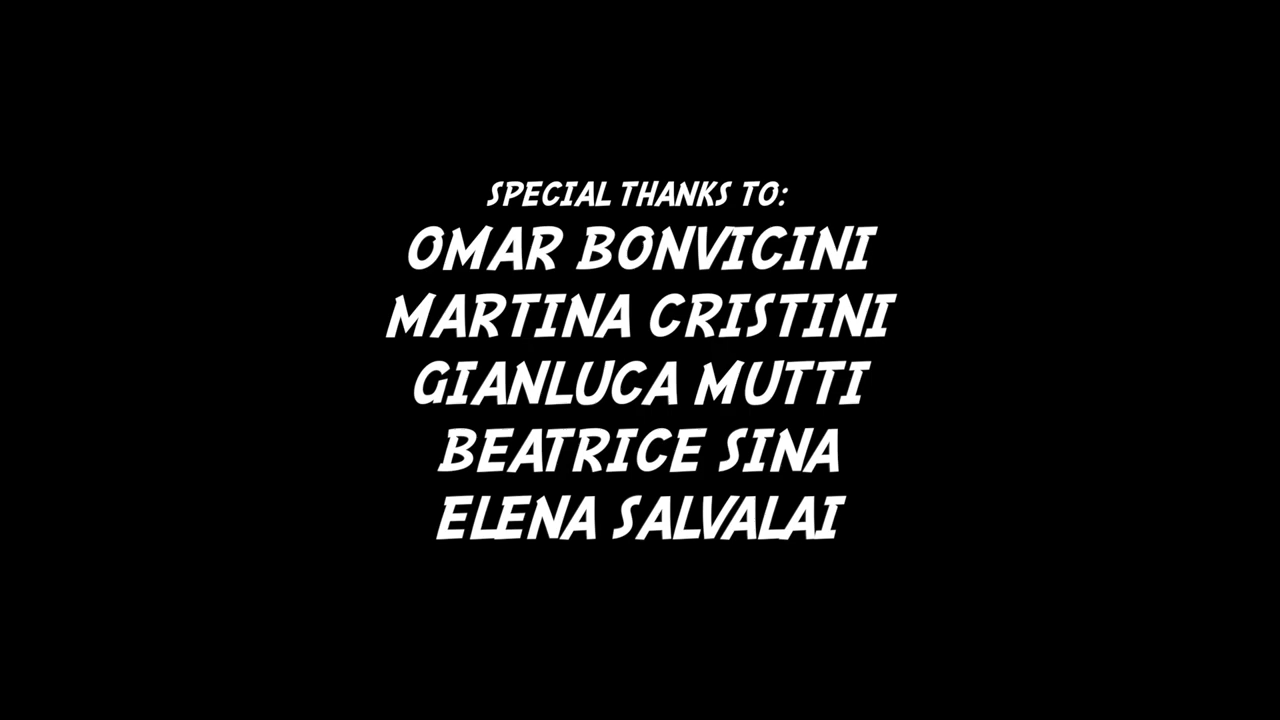 SPECIAL THANKS TO:
OMAR BONVICINI
MARTINA CRISTINI
GIANLUCA MUTTI
BEATRICE SINA
ELENA SALVALAI